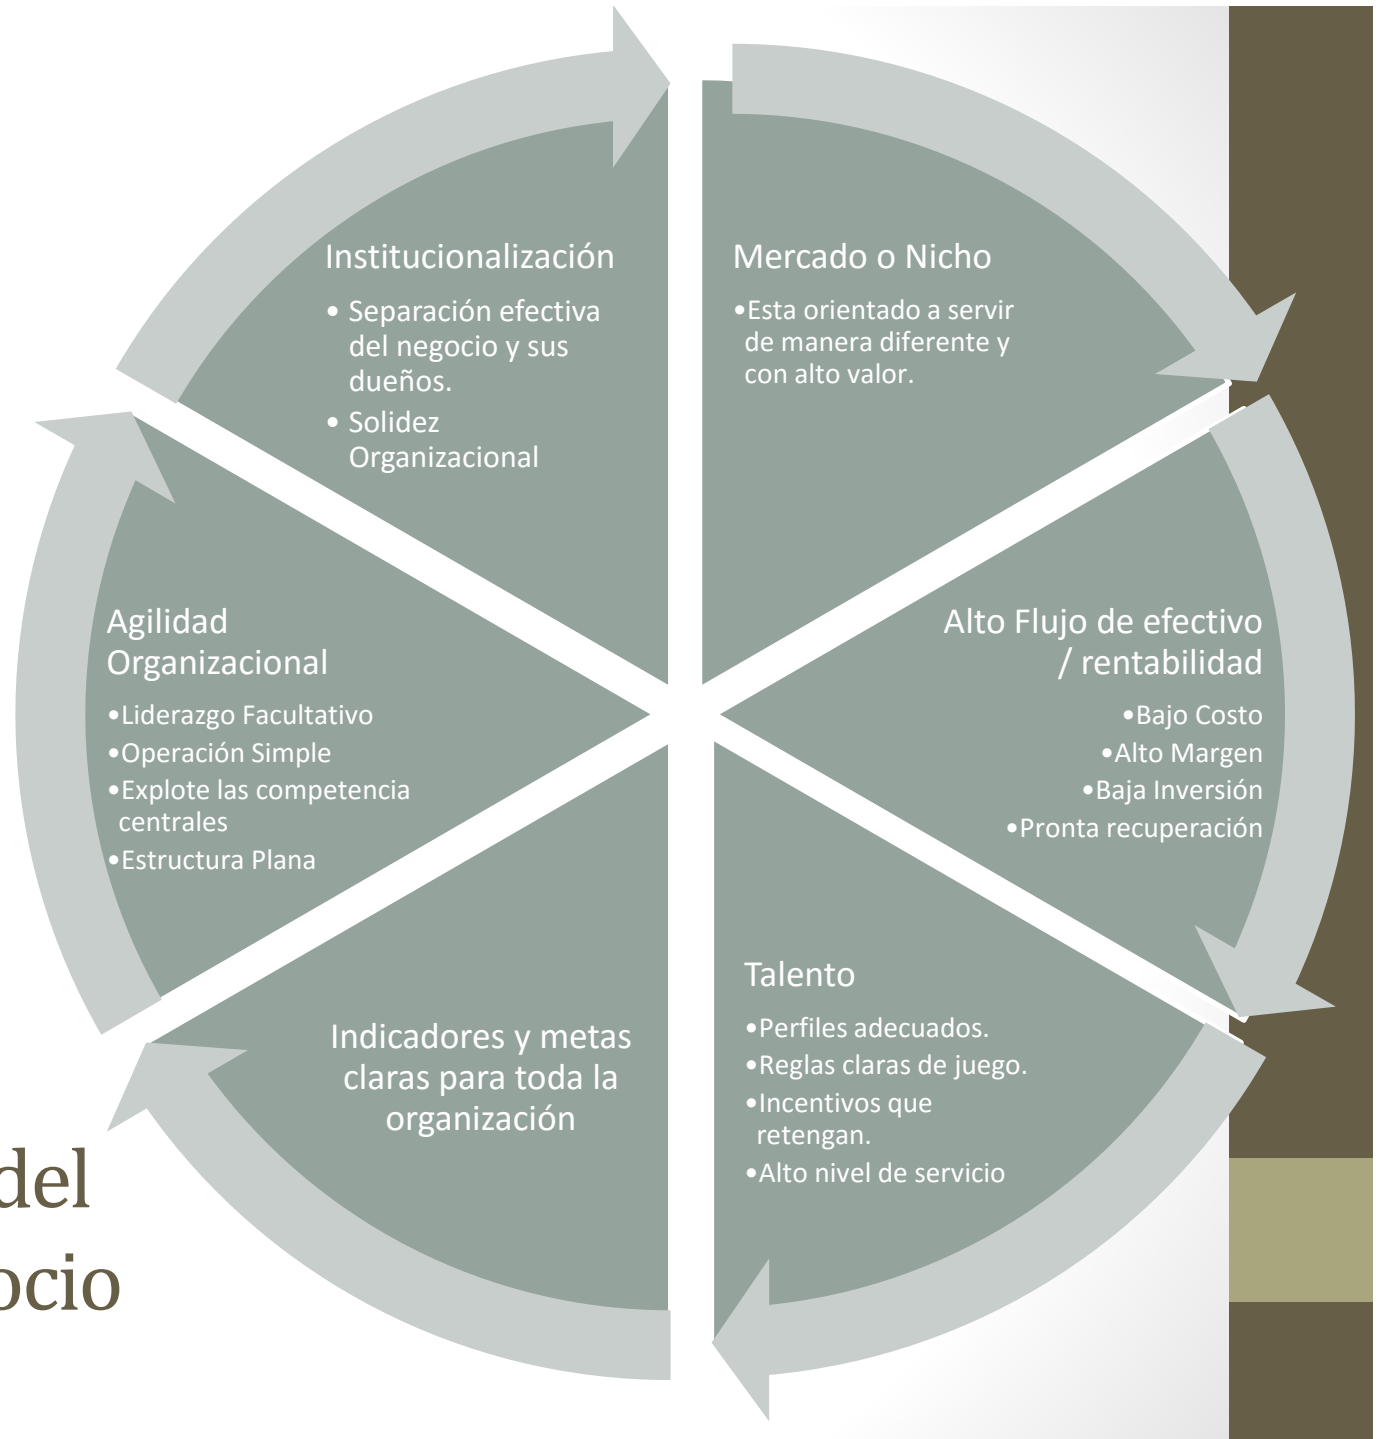 Institucionalización
• Separación efectiva
del negocio y sus
dueños.
• Solidez
Organizacional
Mercado o Nicho
•Esta orientado a servir
de manera diferente y
con alto valor.
Alto Flujo de efectivo
/ rentabilidad
•Bajo Costo
•Alto Margen
•Baja Inversión
•Pronta recuperación
Talento
•Perfiles adecuados.
•Reglas claras de juego.
•Incentivos que
retengan.
•Alto nivel de servicio
Indicadores y metas
claras para toda la
organización
Agilidad
Organizacional
•Liderazgo Facultativo
•Operación Simple
•Explote las competencia
centrales
•Estructura Plana
del
ocio